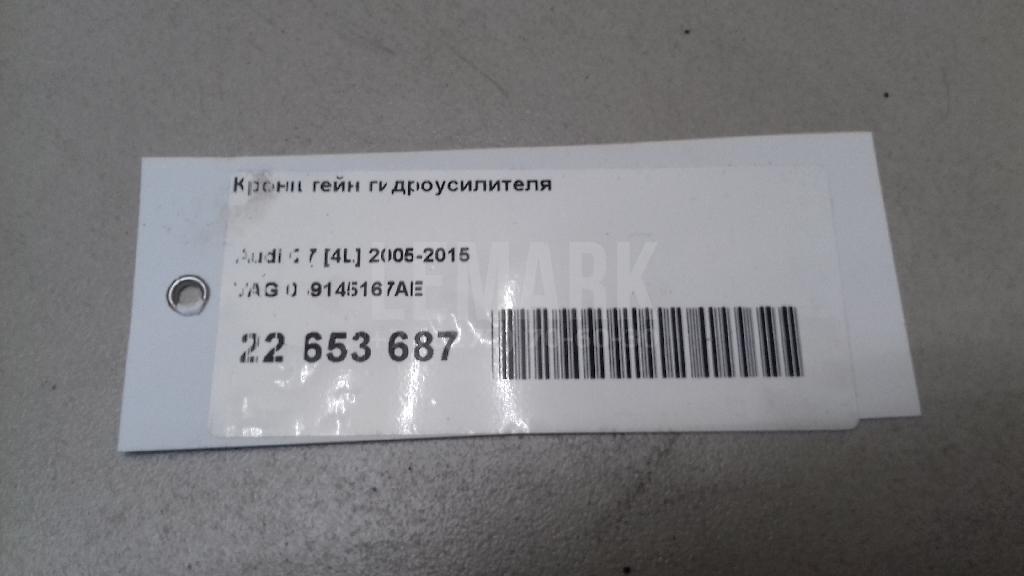 Кронштейн гидроусилителя
Audi Q7 [4L] 2005-2015
LEMARK
VAG
22 653 687